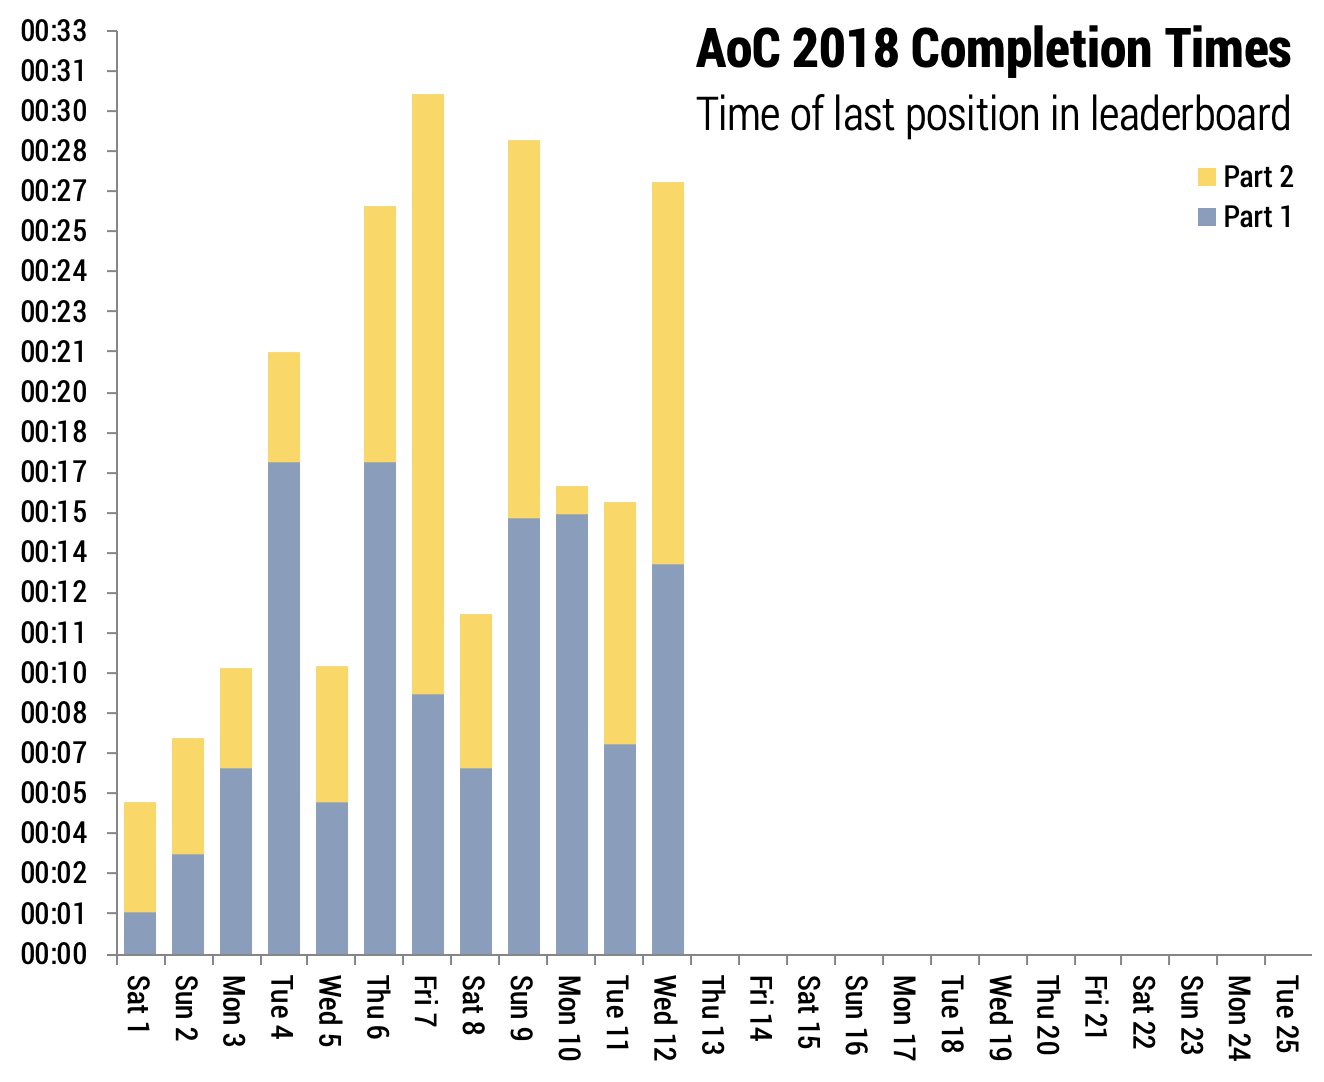 AoC 2018 Completion Times
Time of last position in leaderboard
Part 2
Part 1
00:33
00:31
00:30
00:28
00:27
00:25
00:24
00:23
00:21
00:20
00:18
00:17
00:15
00:14
00:12
00:11
00:10
00:08
00:07
00:05
00:04
00:02
00:01
00:00
Sat 1
Sun 2
Mon 3
Tue 4
Wed 5
Thu 6
Fri 7
Sat 8
Sun 9
Mon 10
Tue 11
Wed 12
Thu 13
Fri 14
Sat 15
Sun 16
Mon 17
Tue 18
Wed 19
Thu 20
Fri 21
Sat 22
Sun 23
Mon 24
Tue 25